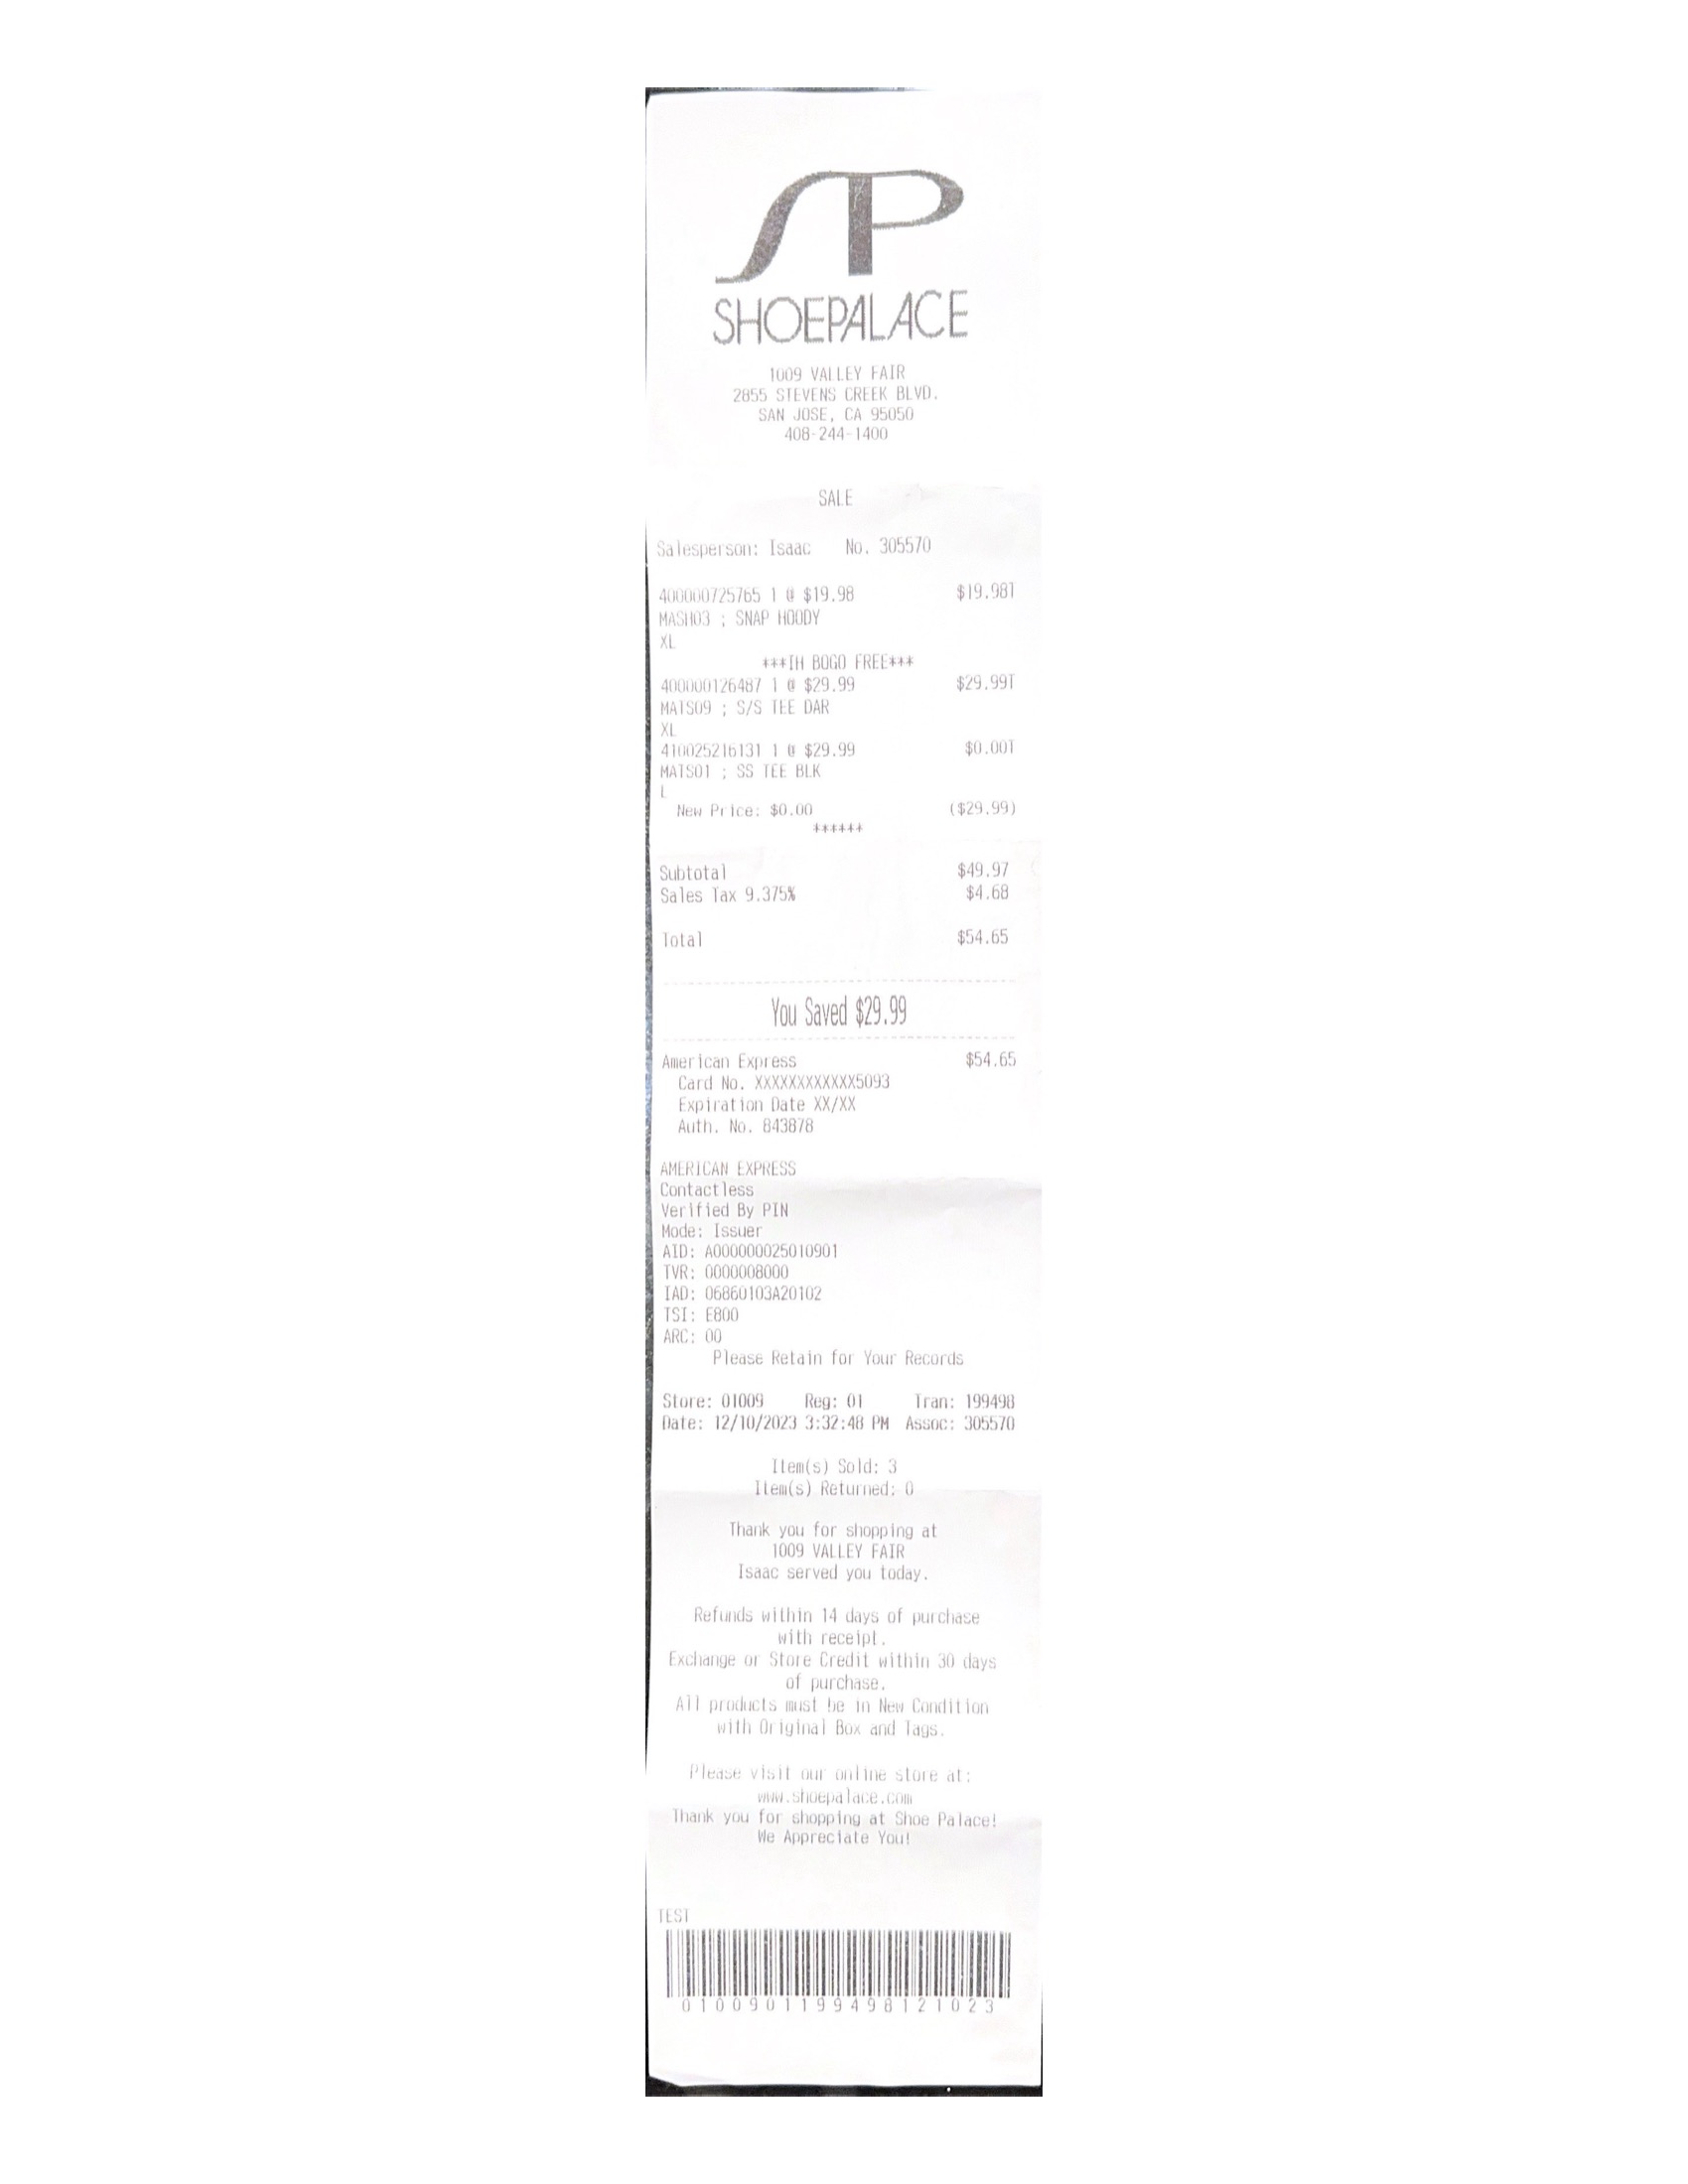 SP
SHOEPALACE
1009 VALLEY FAIR
2855 STEVENS CREEK BLVD.
SAN JOSE, CA 95050
408-244-1400
SALE
Salesperson: Isaac No. 305570
400000725765 1 @ $19.98 $19.98T
MASH03 ; SNAP HOODY
XL
***IH BOGO FREE***
400000126487 1 @ $29.99 $29.99T
MATS09 ; S/S TEE DAR
XL
410025216131 1 @ $29.99 $0.00T
MATS01 ; SS TEE BLK
L
New Price: $0.00 ($29.99)
******
Subtotal $49.97
Sales Tax 9.375% $4.68
Total $54.65
You Saved $29.99
American Express $54.65
Card No. XXXXXXXXXXXX5093
Expiration Date XX/XX
Auth. No. 843878
AMERICAN EXPRESS
Contactless
Verified By PIN
Mode: Issuer
AID: A000000025010901
TVR: 0000008000
IAD: 06860103A20102
TSI: E800
ARC: 00
Please Retain for Your Records
Store: 01009 Reg: 01 Tran: 199498
Date: 12/10/2023 3:32:48 PM Assoc: 305570
Item(s) Sold: 3
Item(s) Returned: 0
Thank you for shopping at
1009 VALLEY FAIR
Isaac served you today.
Refunds within 14 days of purchase
with receipt.
Exchange or Store Credit within 30 days
of purchase.
All products must be in New Condition
with Original Box and Tags.
Please visit our online store at:
www.shoepalace.com
Thank you for shopping at Shoe Palace!
We Appreciate You!
TEST
0100901199498121023